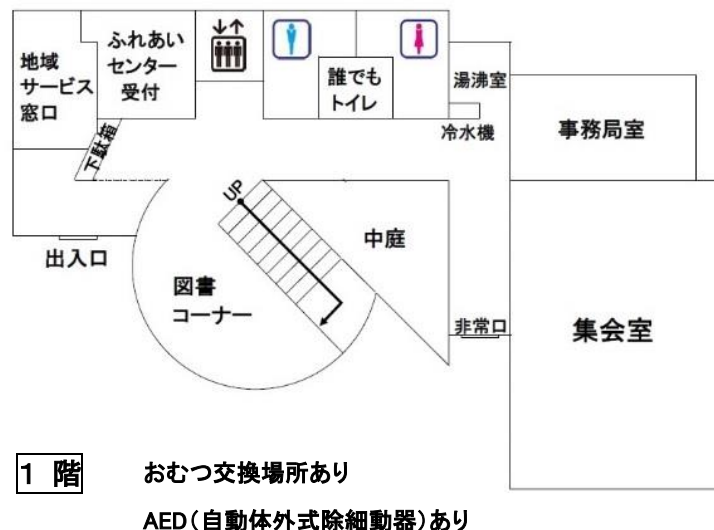 地域
サービス
窓口
ふれあい
センター
受付
誰でも
トイレ
湯沸室
冷水機
事務局室
下駄箱
UP
中庭
出入口
図書
コーナー
非常口
集会室
1 階
おむつ交換場所あり
AED(自動体外式除細動器)あり